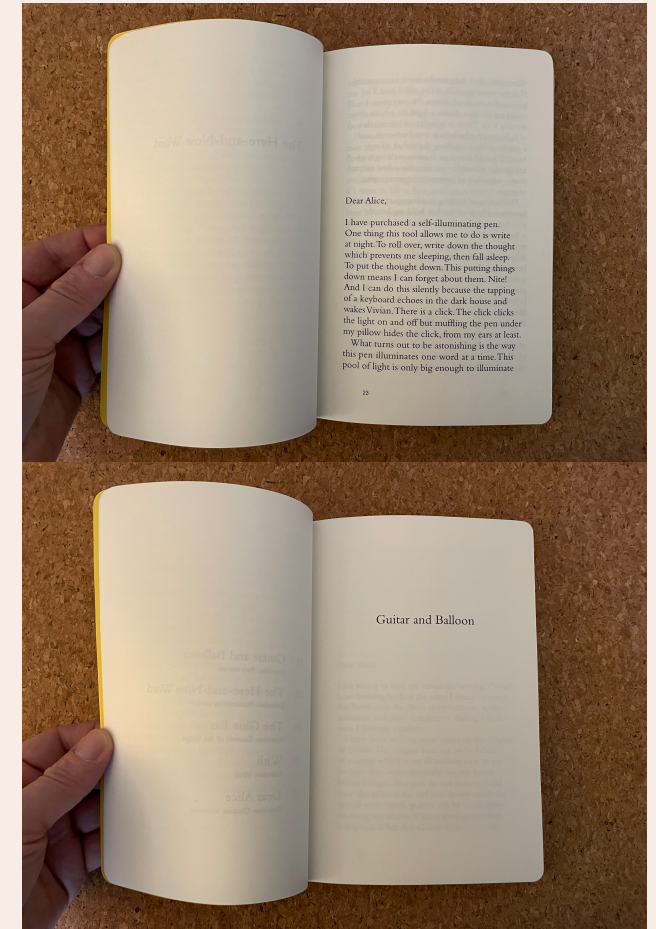 Dear Alice,
I have purchased a self-illuminating pen.
One thing this tool allows me to do is write
at night. To roll over, write down the thought
which prevents me sleeping, then fall asleep.
To put the thought down. This putting things
down means I can forget about them. Nite!
And I can do this silently because the tapping
of a keyboard echoes in the dark house and
wakes Vivian. There is a click. The click clicks
the light on and off but muffling the pen under
my pillow hides the click, from my ears at least.
What turns out to be astonishing is the way
this pen illuminates one word at a time. This
pool of light is only big enough to illuminate
23
Guitar and Balloon